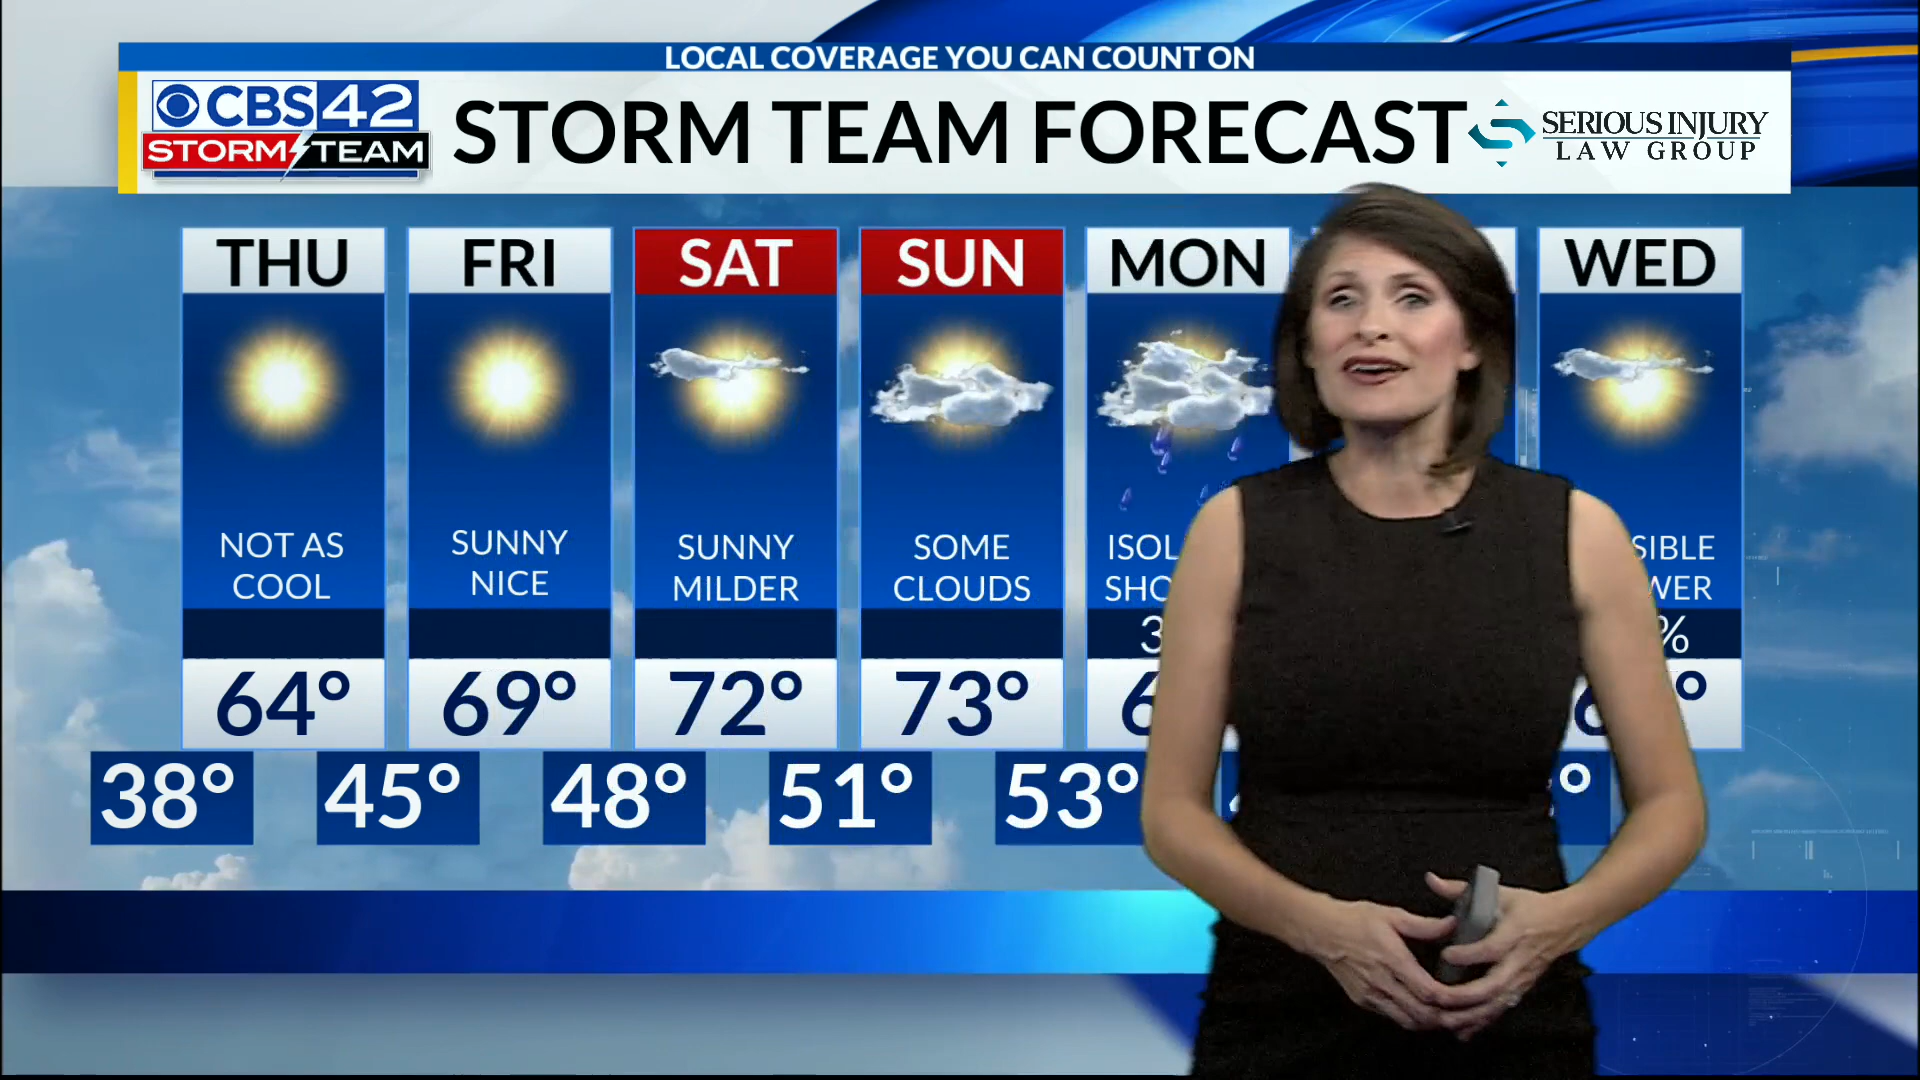 LOCAL COVERAGE YOU CAN COUNT ON
CBS 42
STORM TEAM
STORM TEAM FORECAST
SERIOUS INJURY
LAW GROUP
THU
NOT AS
COOL
64°
38°
FRI
SUNNY
NICE
69°
45°
SAT
SUNNY
MILDER
72°
48°
SUN
SOME
CLOUDS
73°
51°
MON
53°
WED